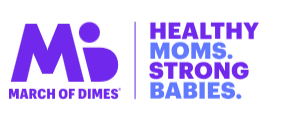 MARCH OF DIMES®
HEALTHY
MOMS.
STRONG
BABIES.